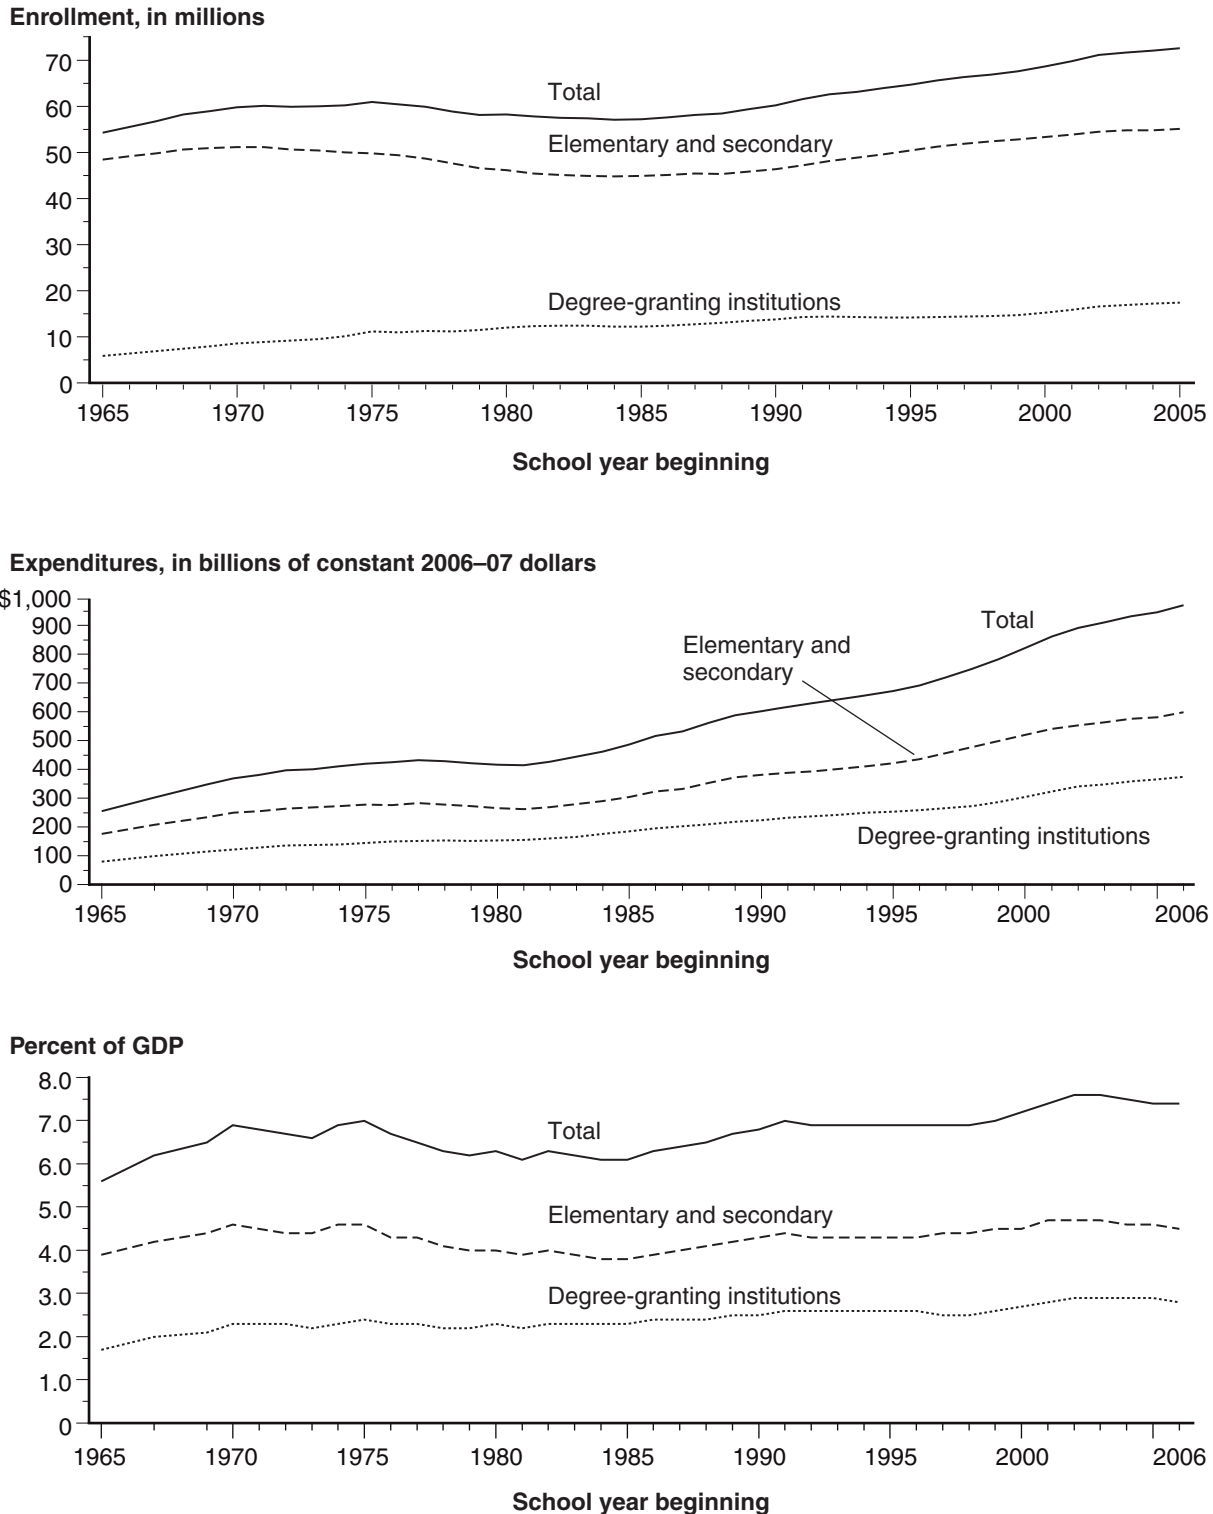 Enrollment, in millions
70
60
50
40
30
20
10
0
Total
Elementary and secondary
Degree-granting institutions
1965 1970 1975 1980 1985 1990 1995 2000 2005
School year beginning
Expenditures, in billions of constant 2006–07 dollars
$1,000
900
800
700
600
500
400
300
200
100
0
Total
Elementary and
secondary
Degree-granting institutions
1965 1970 1975 1980 1985 1990 1995 2000 2006
School year beginning
Percent of GDP
8.0
7.0
6.0
5.0
4.0
3.0
2.0
1.0
0
Total
Elementary and secondary
Degree-granting institutions
1965 1970 1975 1980 1985 1990 1995 2000 2006
School year beginning